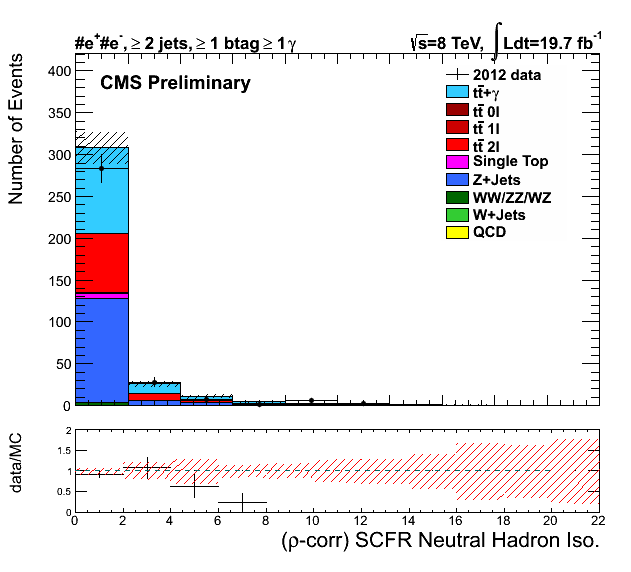 #e⁺#e⁻, ≥ 2 jets, ≥ 1 btag ≥ 1 γ
√s=8 TeV, ∫Ldt=19.7 fb⁻¹
CMS Preliminary
2012 data
tt̄+γ
tt̄ 0l
tt̄ 1l
tt̄ 2l
Single Top
Z+Jets
WW/ZZ/WZ
W+Jets
QCD
Number of Events
400
350
300
250
200
150
100
50
0
data/MC
2
1.5
1
0.5
0
0 2 4 6 8 10 12 14 16 18 20 22
(ρ-corr) SCFR Neutral Hadron Iso.